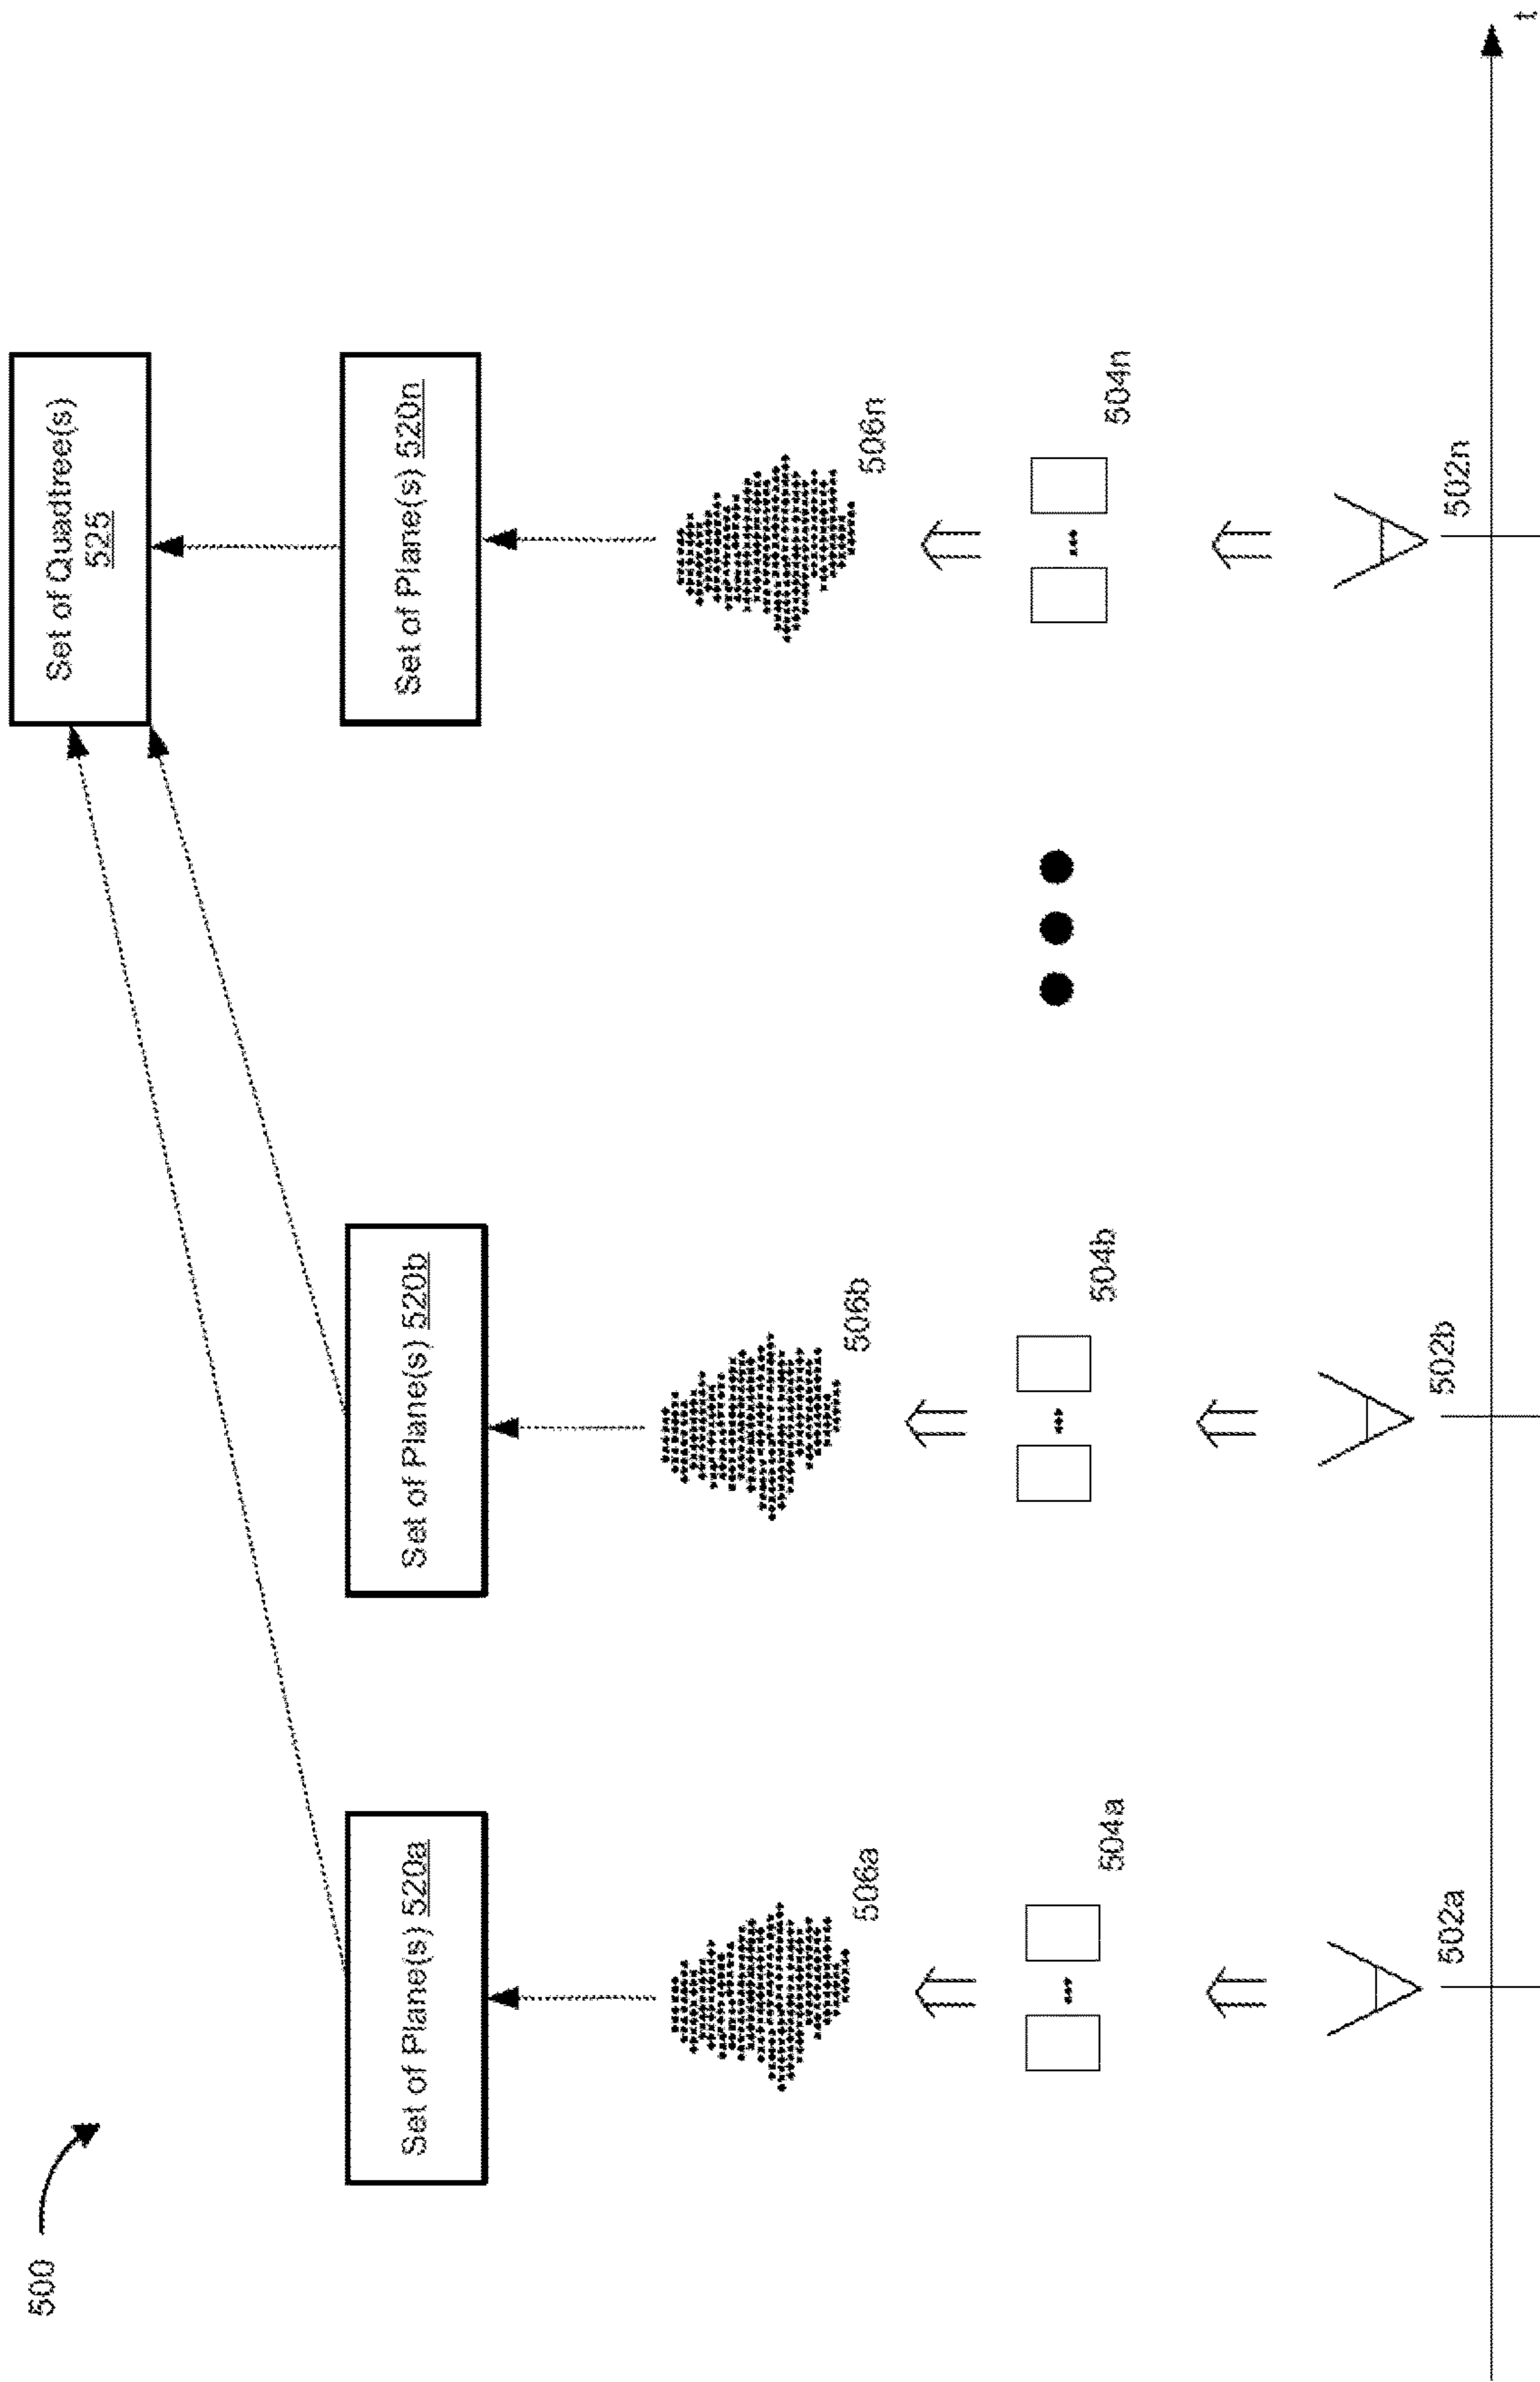 500
Set of Quadtree(s)
525
Set of Plane(s) 520a
Set of Plane(s) 520b
Set of Plane(s) 520n
506a
506b
506n
504a
504b
504n
502a
502b
502n
t